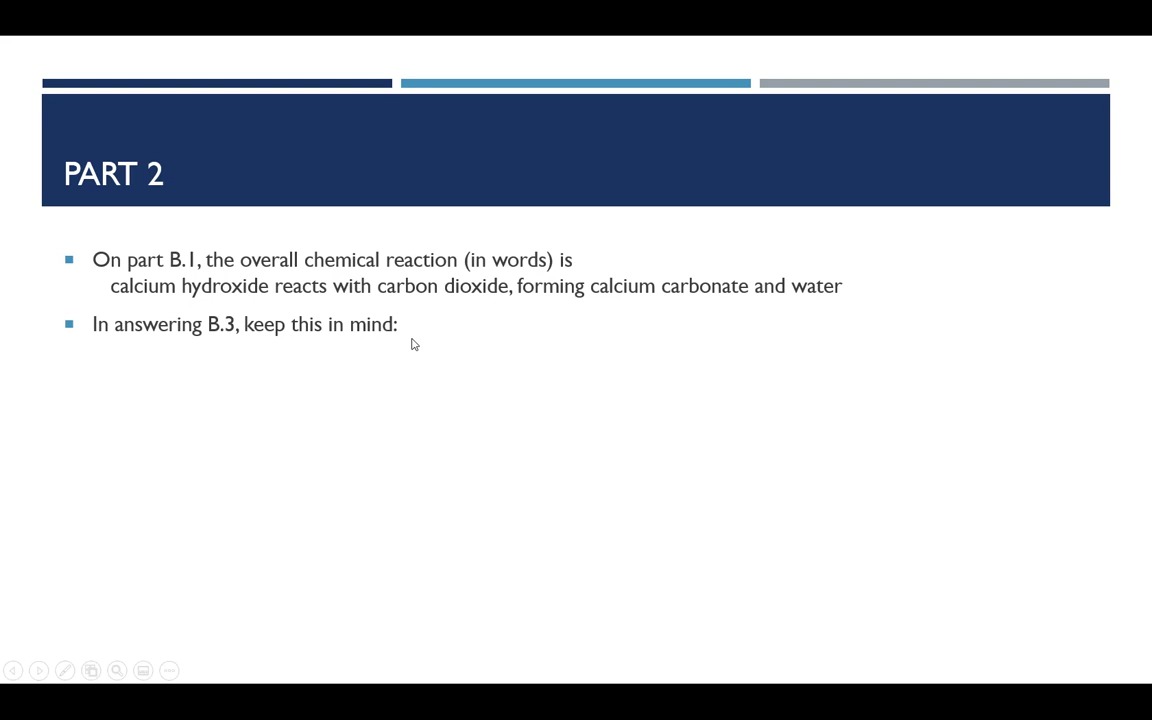 PART 2
On part B.1, the overall chemical reaction (in words) is
calcium hydroxide reacts with carbon dioxide, forming calcium carbonate and water
In answering B.3, keep this in mind: